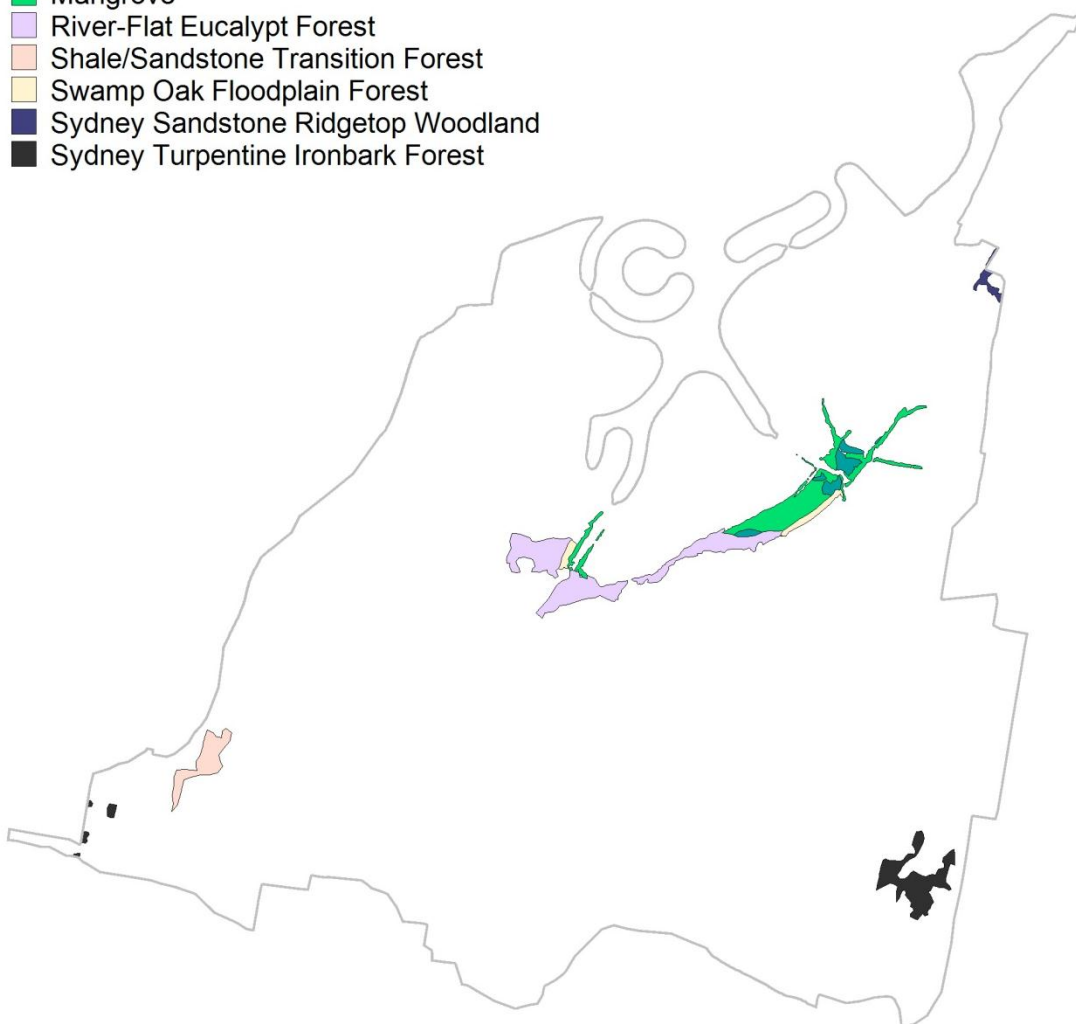 Mangrove
River-Flat Eucalypt Forest
Shale/Sandstone Transition Forest
Swamp Oak Floodplain Forest
Sydney Sandstone Ridgetop Woodland
Sydney Turpentine Ironbark Forest